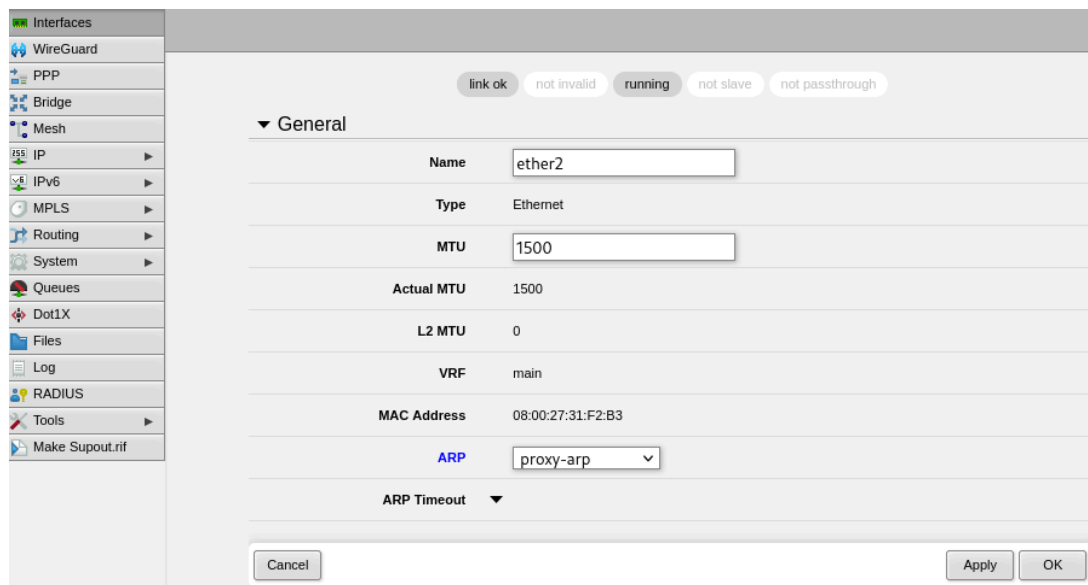 Interfaces
WireGuard
PPP
Bridge
Mesh
IP
IPv6
MPLS
Routing
System
Queues
Dot1X
Files
Log
RADIUS
Tools
Make Supout.rif
link ok not invalid running not slave not passthrough
General
Name ether2
Type Ethernet
MTU 1500
Actual MTU 1500
L2 MTU 0
VRF main
MAC Address 08:00:27:31:F2:B3
ARP proxy-arp
ARP Timeout
Cancel Apply OK